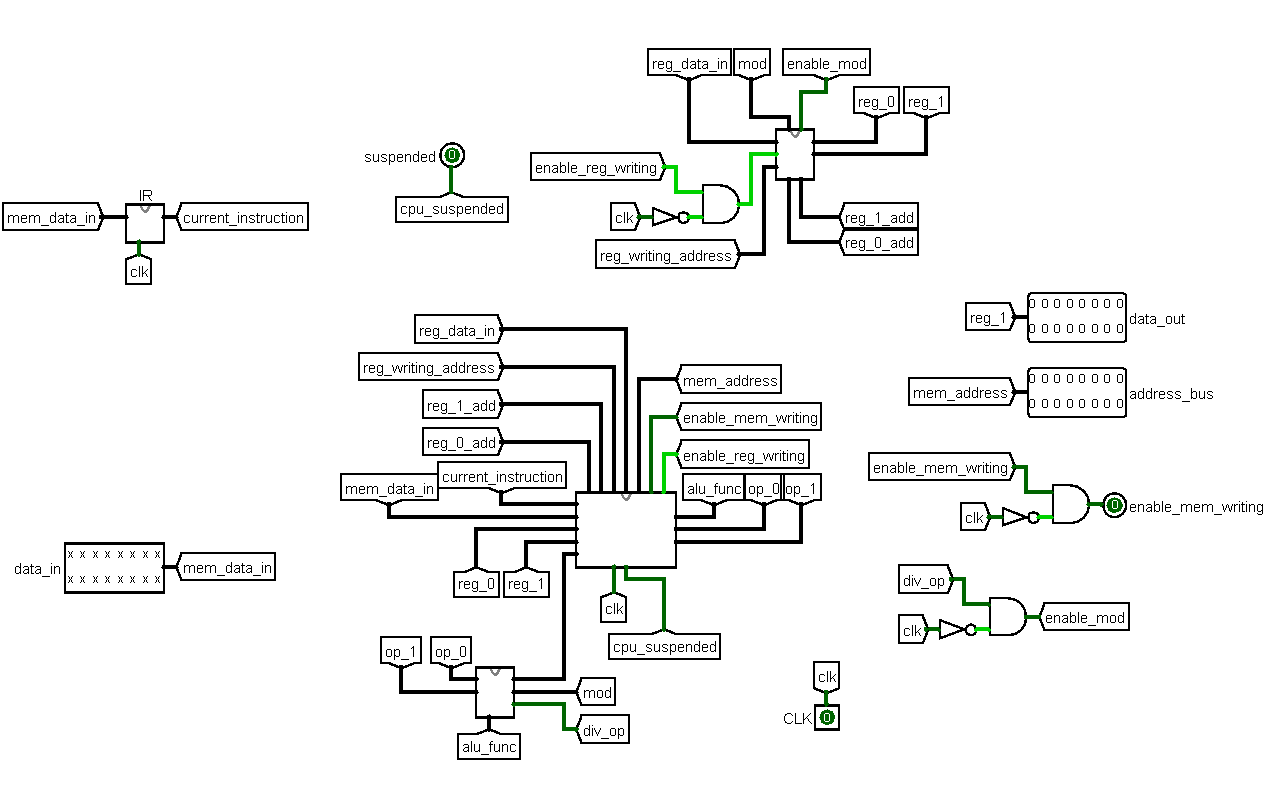 reg_data_in
mod
enable_mod
reg_0
reg_1
suspended
0
cpu_suspended
enable_reg_writing
clk
reg_writing_address
reg_1_add
reg_0_add
IR
mem_data_in
current_instruction
clk
reg_1
0 0 0 0 0 0 0 0
0 0 0 0 0 0 0 0
data_out
reg_data_in
reg_writing_address
reg_1_add
reg_0_add
current_instruction
mem_data_in
mem_address
enable_mem_writing
enable_reg_writing
alu_func
op_0
op_1
mem_address
0 0 0 0 0 0 0 0
0 0 0 0 0 0 0 0
address_bus
enable_mem_writing
clk
0
enable_mem_writing
data_in
x x x x x x x x
x x x x x x x x
mem_data_in
reg_0
reg_1
clk
cpu_suspended
div_op
clk
enable_mod
op_1
op_0
mod
div_op
alu_func
clk
CLK
0